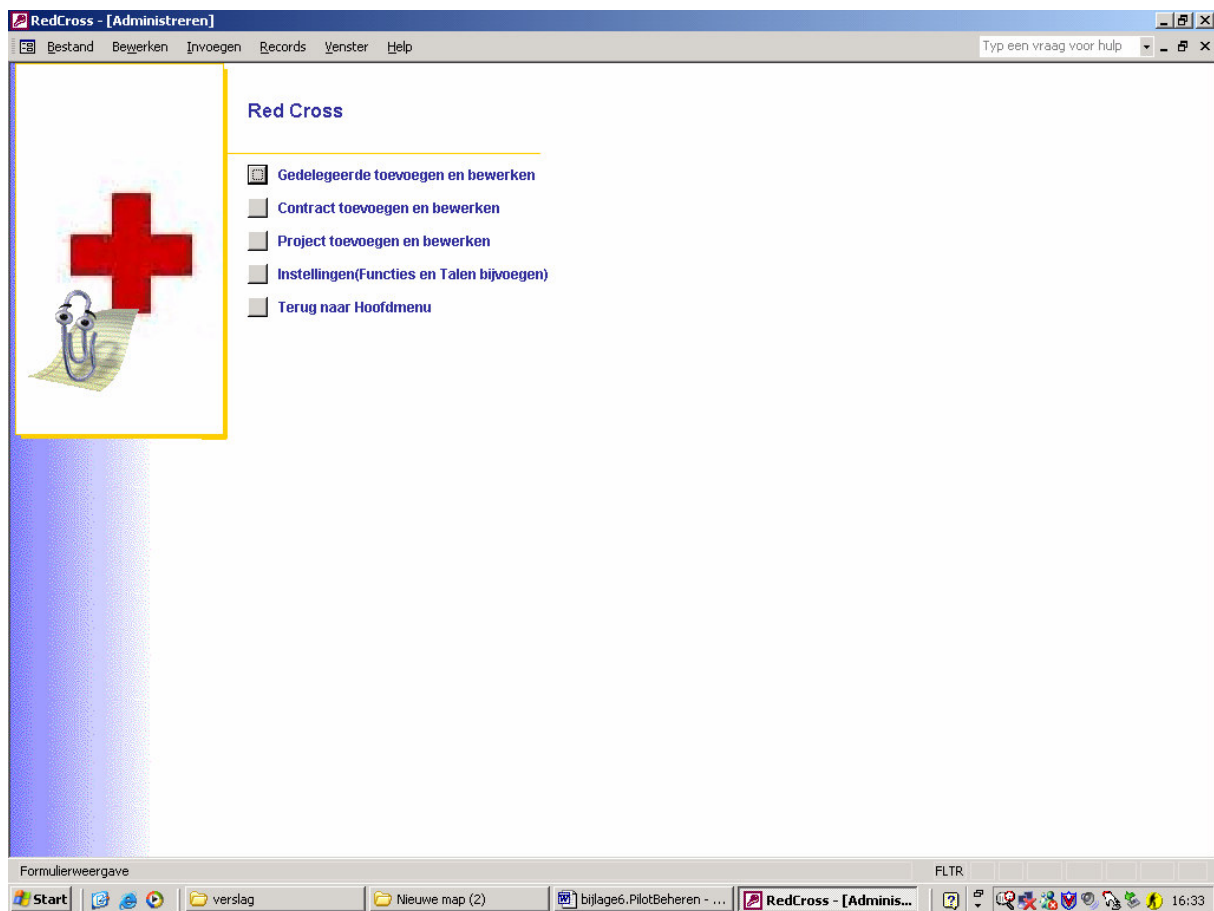 RedCross - [Administreren]
Bestand Bewerken Invoegen Records Venster Help Typ een vraag voor hulp
Red Cross
Gedelegeerde toevoegen en bewerken
Contract toevoegen en bewerken
Project toevoegen en bewerken
Instellingen(Functies en Talen bijvoegen)
Terug naar Hoofdmenu
Formulierweergave FLTR
Start verslag Nieuwe map (2) bijlage6.PilotBeheren - ... RedCross - [Adminis... 16:33